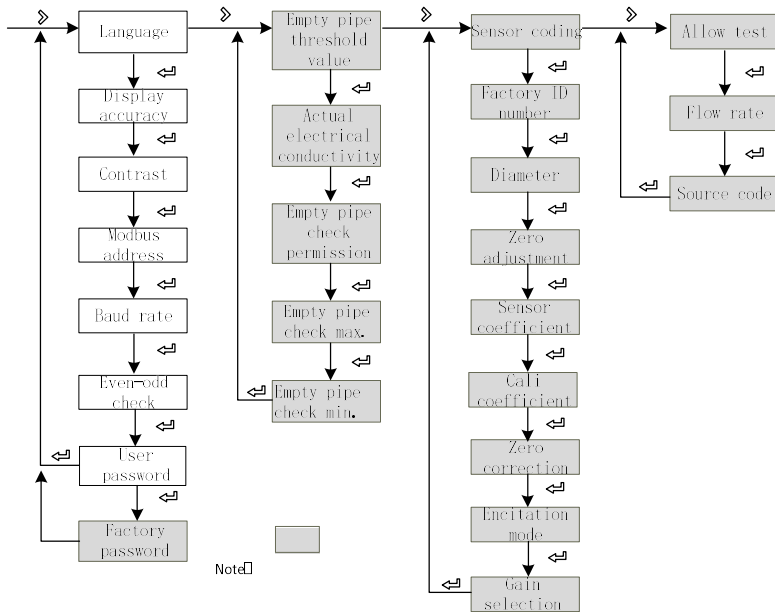 Language
Display
accuracy
Contrast
Modbus
address
Baud rate
Even-odd
check
User
password
Factory
password
Empty pipe
threshold
value
Actual
electrical
conductivity
Empty pipe
check
permission
Empty pipe
check max.
Empty pipe
check min.
Sensor coding
Factory ID
number
Diameter
Zero
adjustment
Sensor
coefficient
Cali
coefficient
Zero
correction
Encitation
mode
Gain
selection
Allow test
Flow rate
Source code
Note